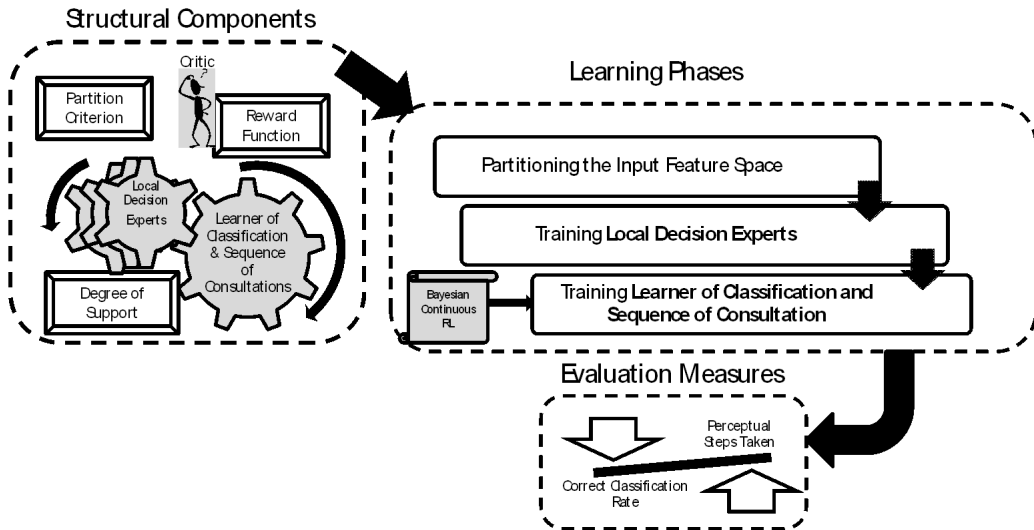 Structural Components
Critic
?
Partition
Criterion
Reward
Function
Local
Decision
Experts
Learner of
Classification
& Sequence
of
Consultations
Degree of
Support
Learning Phases
Partitioning the Input Feature Space
Training Local Decision Experts
Bayesian
Continuous
RL
Training Learner of Classification and
Sequence of Consultation
Evaluation Measures
Perceptual
Steps Taken
Correct Classification
Rate